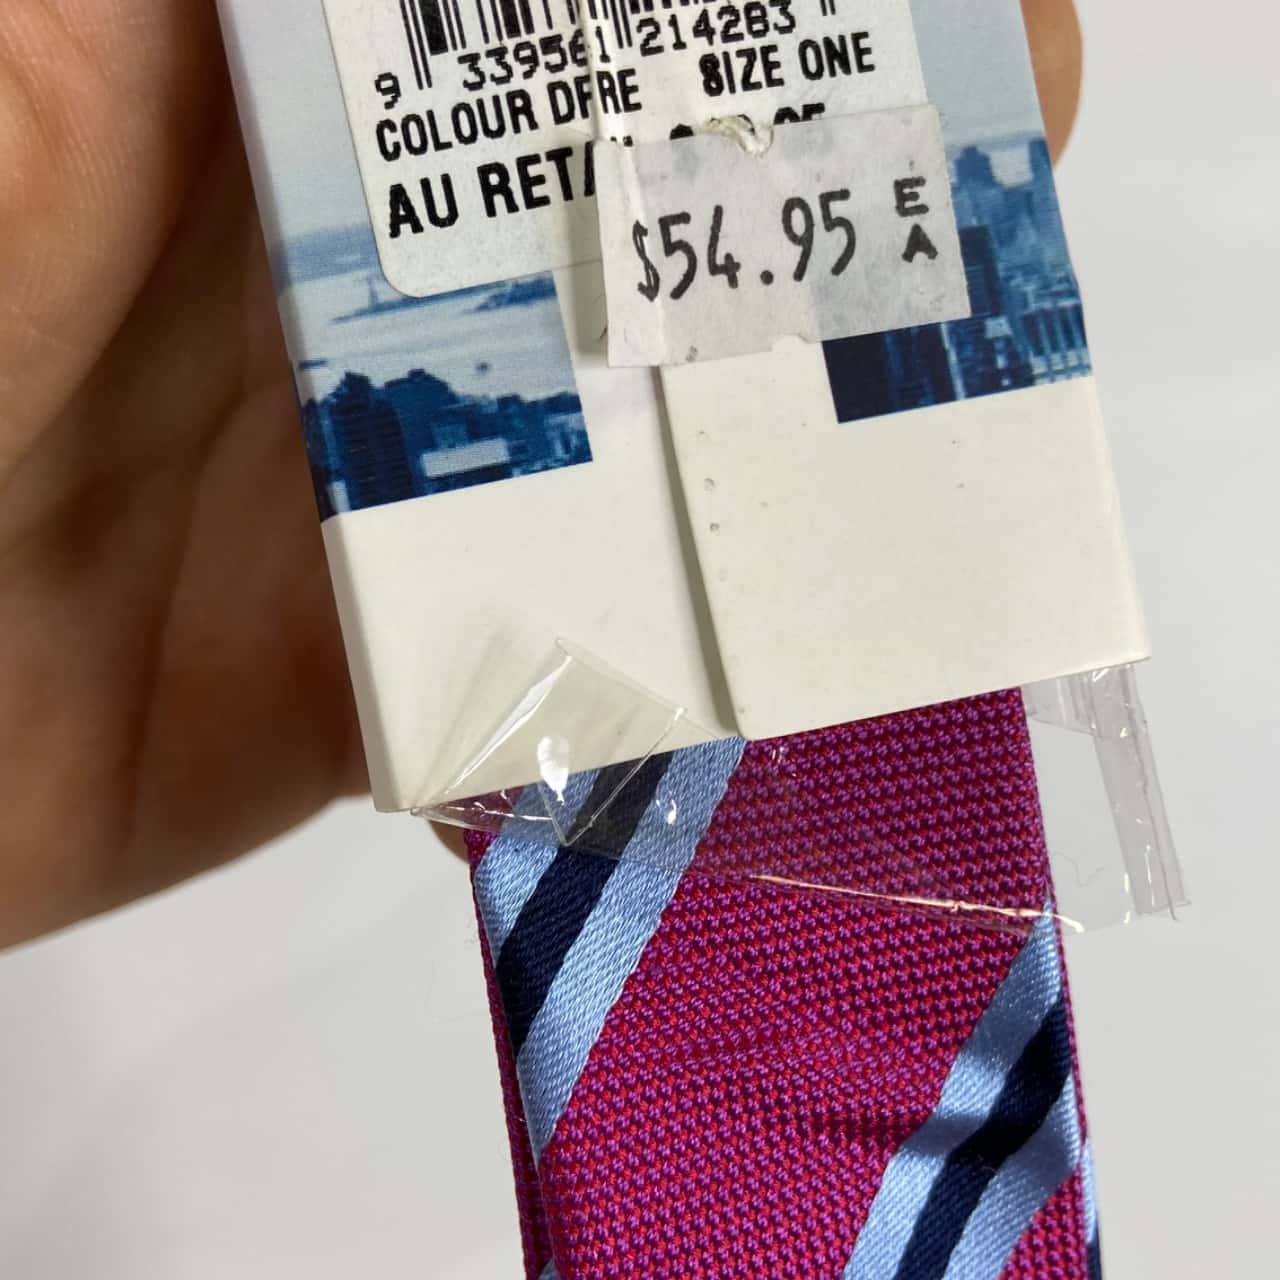 9 339561 214283
COLOUR DFRE SIZE ONE
AU RETA
$54.95 EA